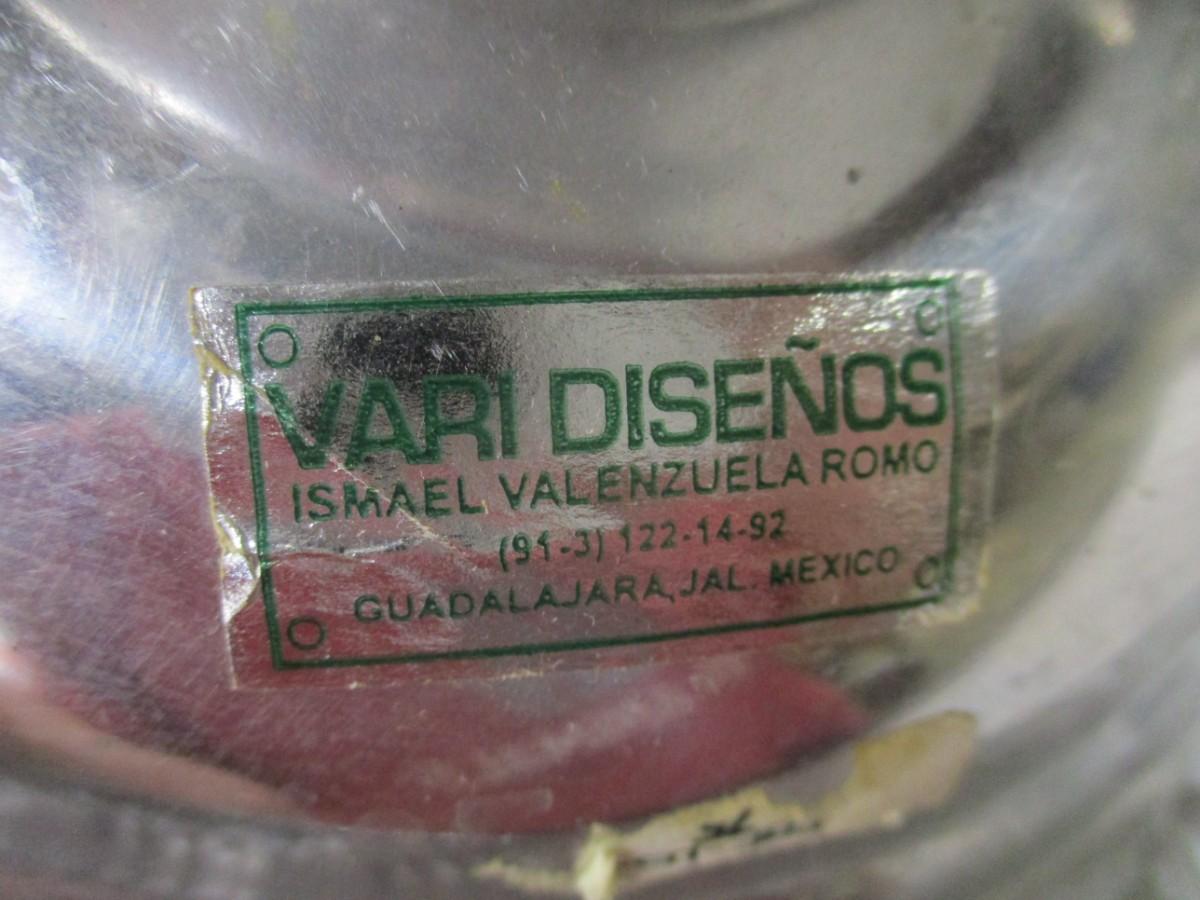 VARI DISEÑOS
ISMAEL VALENZUELA ROMO
(91-3) 122-14-92
GUADALAJARA, JAL. MEXICO